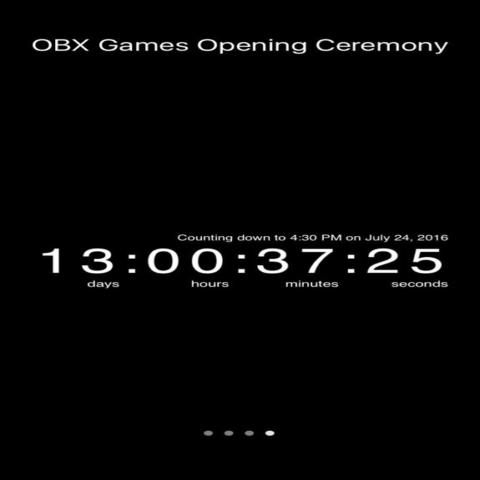 OBX Games Opening Ceremony
Counting down to 4:30 PM on July 24, 2016
13:00:37:25
days hours minutes seconds